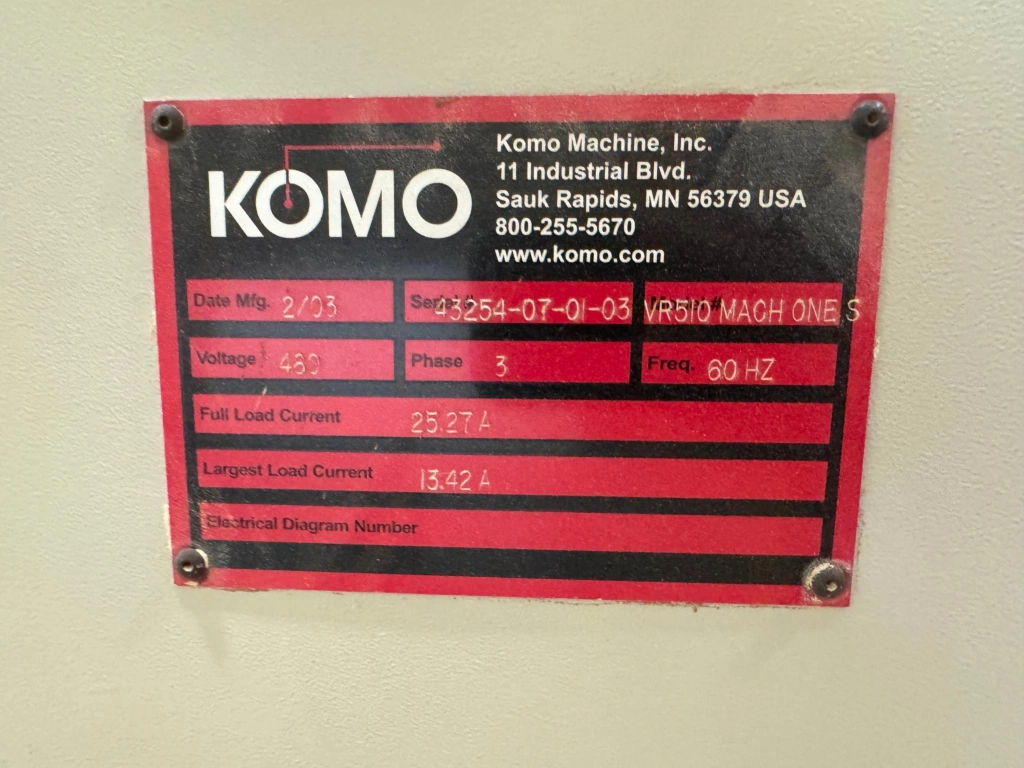 KOMO
Komo Machine, Inc.
11 Industrial Blvd.
Sauk Rapids, MN 56379 USA
800-255-5670
www.komo.com
Date Mfg. 2/03 Serial # 43254-07-01-03 Model # VR510 MACH ONE S
Voltage 480 Phase 3 Freq. 60 HZ
Full Load Current 25.27 A
Largest Load Current 13.42 A
Electrical Diagram Number